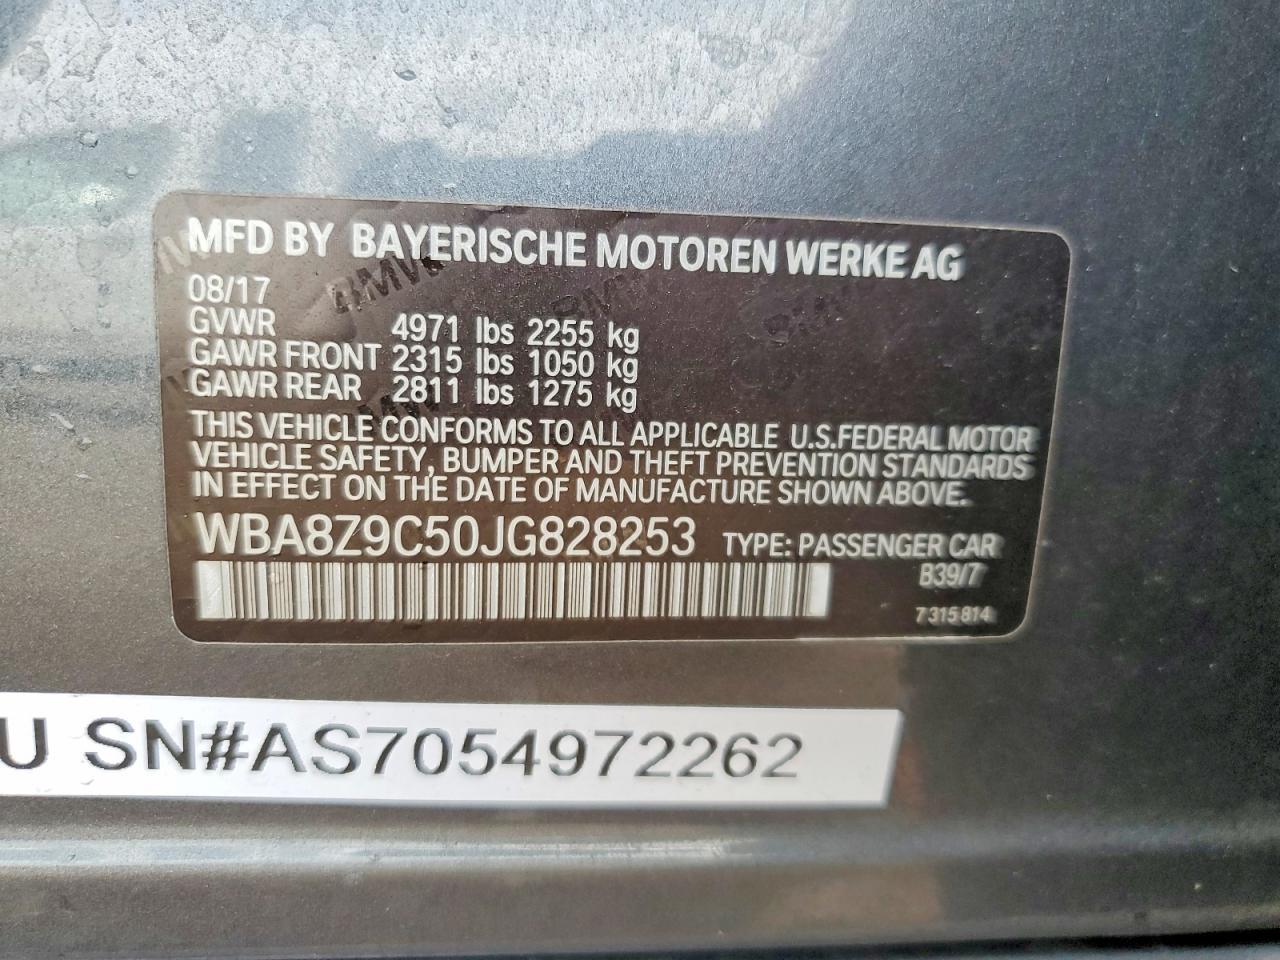 MFD BY BAYERISCHE MOTOREN WERKE AG
08/17
GVWR 4971 lbs 2255 kg
GAWR FRONT 2315 lbs 1050 kg
GAWR REAR 2811 lbs 1275 kg
THIS VEHICLE CONFORMS TO ALL APPLICABLE U.S.FEDERAL MOTOR
VEHICLE SAFETY, BUMPER AND THEFT PREVENTION STANDARDS
IN EFFECT ON THE DATE OF MANUFACTURE SHOWN ABOVE.
WBA8Z9C50JG828253 TYPE: PASSENGER CAR
B39/7
7315814
U SN#AS7054972262